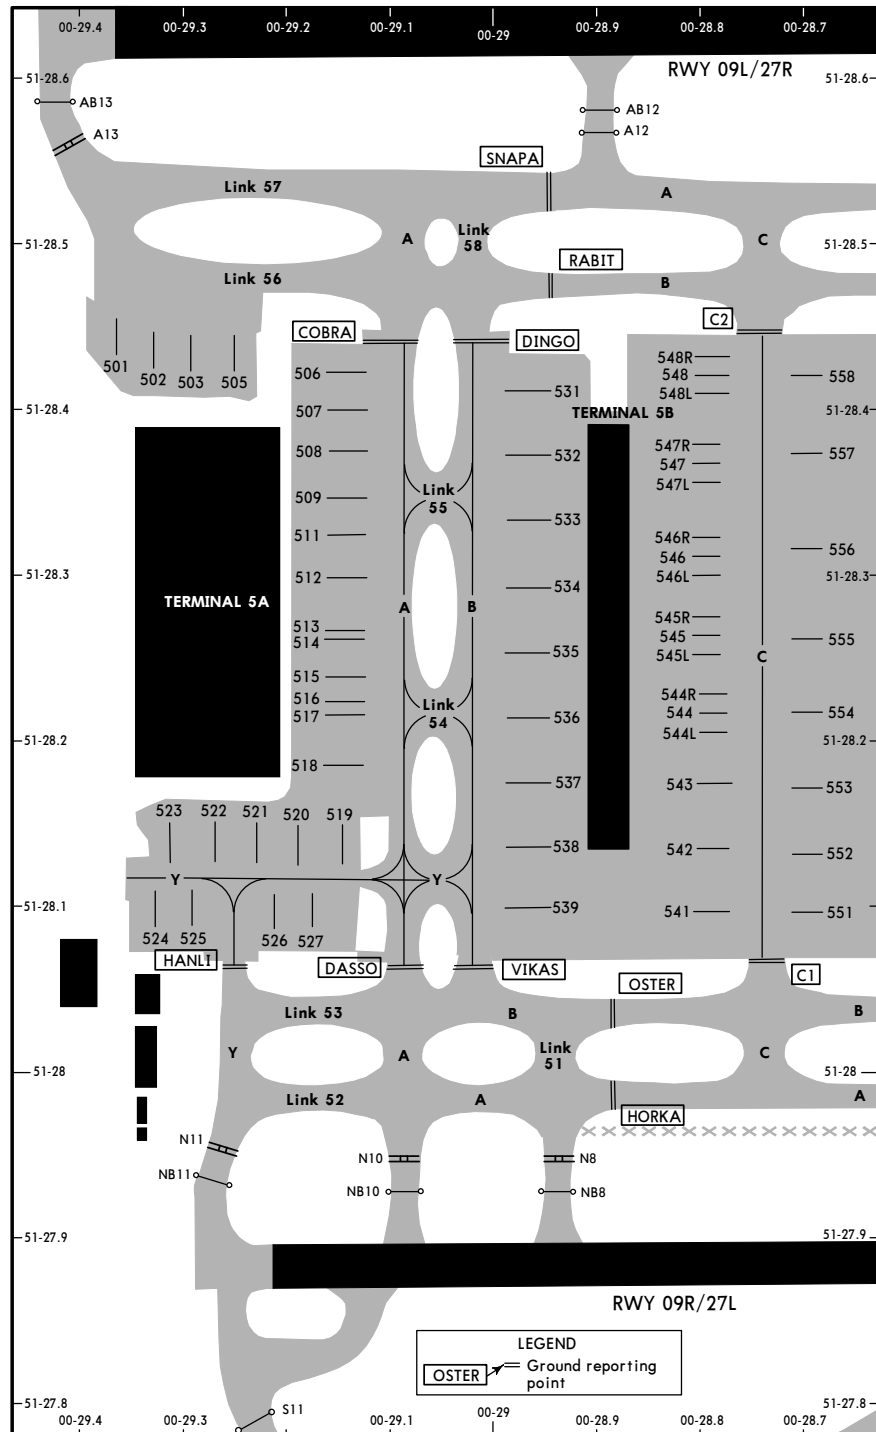 00-29.4 00-29.3 00-29.2 00-29.1 00-29 00-28.9 00-28.8 00-28.7
RWY 09L/27R
51-28.6 51-28.6
AB13 AB12
A13 A12
SNAPA
Link 57 A
A Link 58 C
51-28.5 51-28.5
RABIT
Link 56 B
C2
COBRA DINGO
501 502 503 505
506 548R
548 558
548L
531
507 51-28.4 51-28.4
TERMINAL 5B
508 532 547R 557
547
547L
Link 55
509
533
511 546R
546 556
546L
512 51-28.3 51-28.3
534
TERMINAL 5A A B
513 545R
514 545 555
545L
535 C
515
516 544R
517 544 554
544L
Link 54
536
51-28.2 51-28.2
518
537 543 553
523 522 521 520 519
538 542 552
Y Y
51-28.1
524 525 526 527
539 541 551
HANLI DASSO VIKAS C1
OSTER
Link 53 B B
Y A Link 51 C
51-28 51-28
Link 52 A A
HORKA
N11 N10 N8
NB11 NB10 NB8
51-27.9 51-27.9
RWY 09R/27L
LEGEND
OSTER Ground reporting
point
S11
51-27.8 51-27.8
00-29.4 00-29.3 00-29.2 00-29.1 00-29 00-28.9 00-28.8 00-28.7